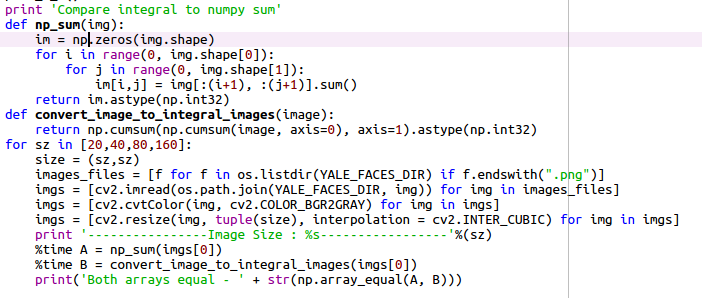 print 'Compare integral to numpy sum'
def np_sum(img):
    im = np.zeros(img.shape)
    for i in range(0, img.shape[0]):
        for j in range(0, img.shape[1]):
            im[i,j] = img[:(i+1), :(j+1)].sum()
    return im.astype(np.int32)
def convert_image_to_integral_images(image):
    return np.cumsum(np.cumsum(image, axis=0), axis=1).astype(np.int32)
for sz in [20,40,80,160]:
    size = (sz,sz)
    images_files = [f for f in os.listdir(YALE_FACES_DIR) if f.endswith(".png")]
    imgs = [cv2.imread(os.path.join(YALE_FACES_DIR, img)) for img in images_files]
    imgs = [cv2.cvtColor(img, cv2.COLOR_BGR2GRAY) for img in imgs]
    imgs = [cv2.resize(img, tuple(size), interpolation = cv2.INTER_CUBIC) for img in imgs]
    print '---------------Image Size : %s-----------------'%(sz)
    %time A = np_sum(imgs[0])
    %time B = convert_image_to_integral_images(imgs[0])
    print('Both arrays equal - ' + str(np.array_equal(A, B)))